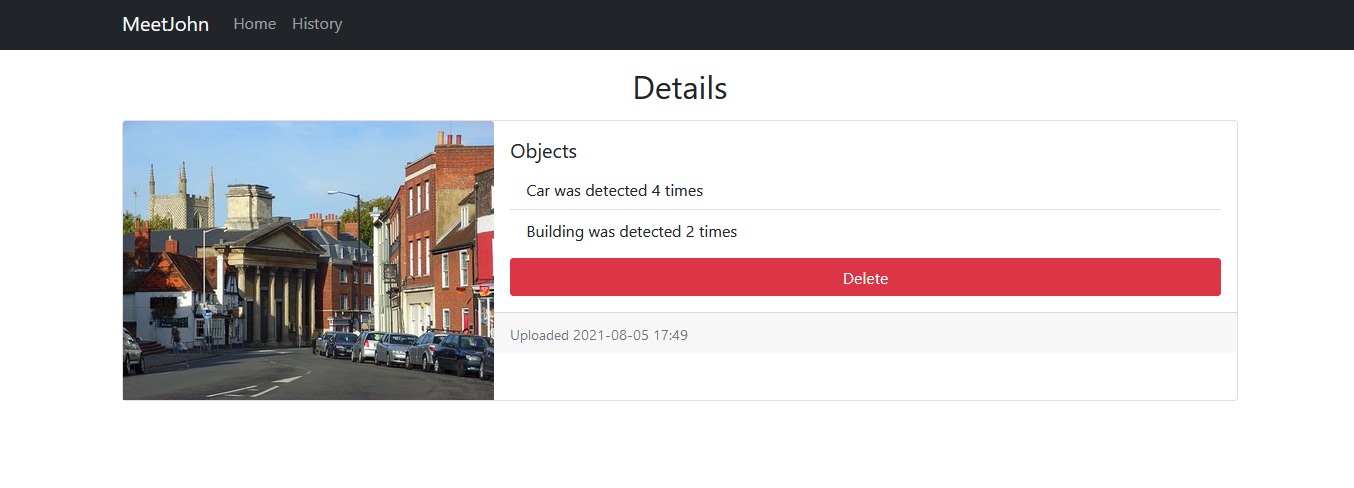 MeetJohn Home History
Details
Objects
Car was detected 4 times
Building was detected 2 times
Delete
Uploaded 2021-08-05 17:49